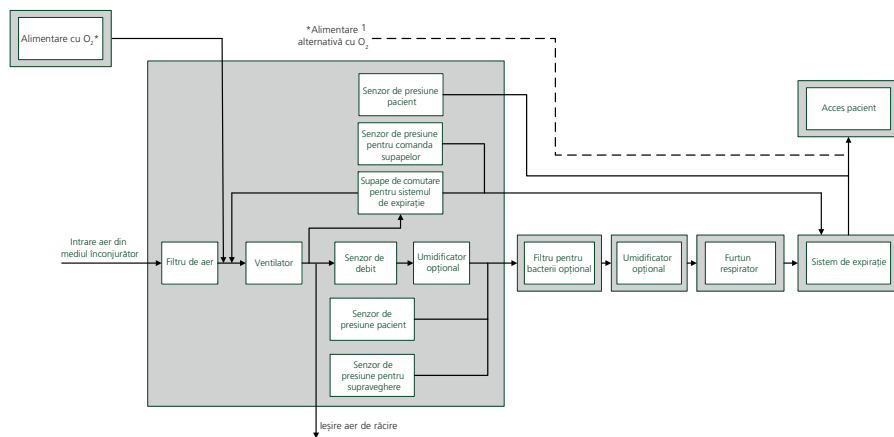 Alimentare cu O2*
*Alimentare 1
alternativă cu O2
Senzor de presiune
pacient
Senzor de presiune
pentru comanda
supapelor
Supape de comutare
pentru sistemul
de expirație
Acces pacient
Intrare aer din
mediul înconjurător
Filtru de aer
Ventilator
Senzor de
debit
Umidificator
opțional
Filtru pentru
bacterii opțional
Umidificator
opțional
Furtun
respirator
Sistem de expirație
Senzor de
presiune pacient
Senzor de
presiune pentru
supraveghere
Ieșire aer de răcire